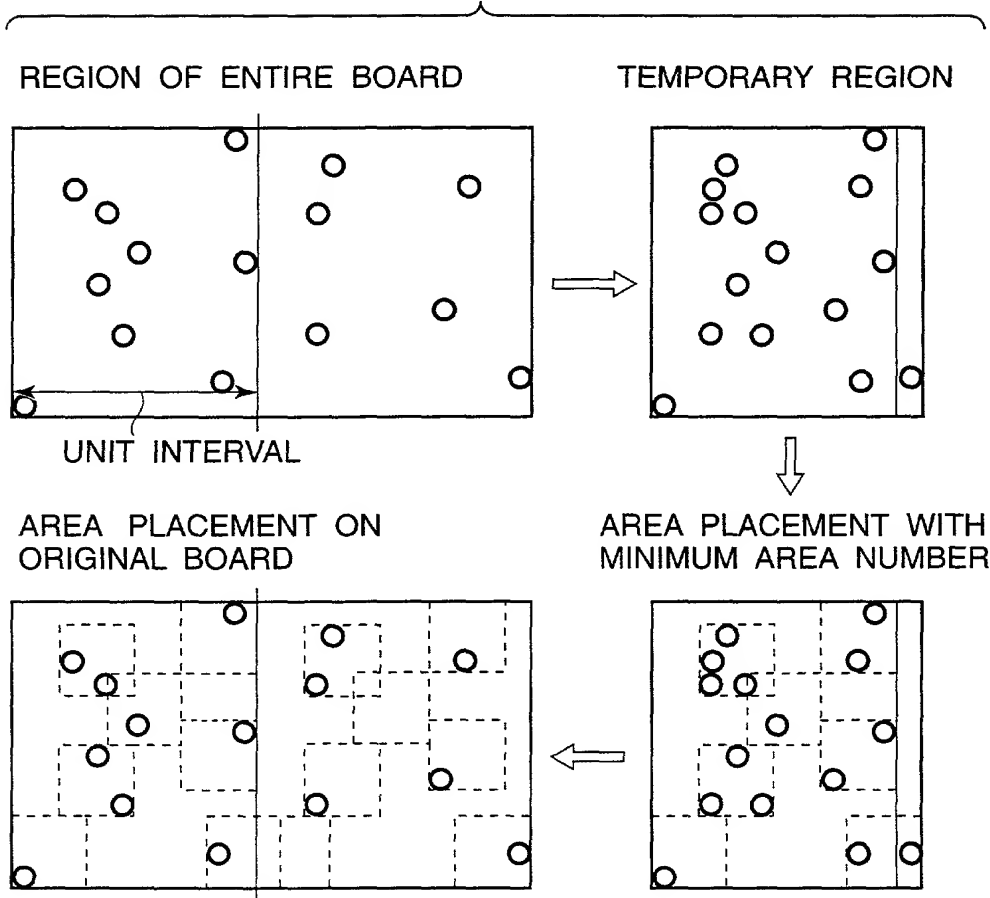 REGION OF ENTIRE BOARD
TEMPORARY REGION
UNIT INTERVAL
AREA PLACEMENT ON
ORIGINAL BOARD
AREA PLACEMENT WITH
MINIMUM AREA NUMBER